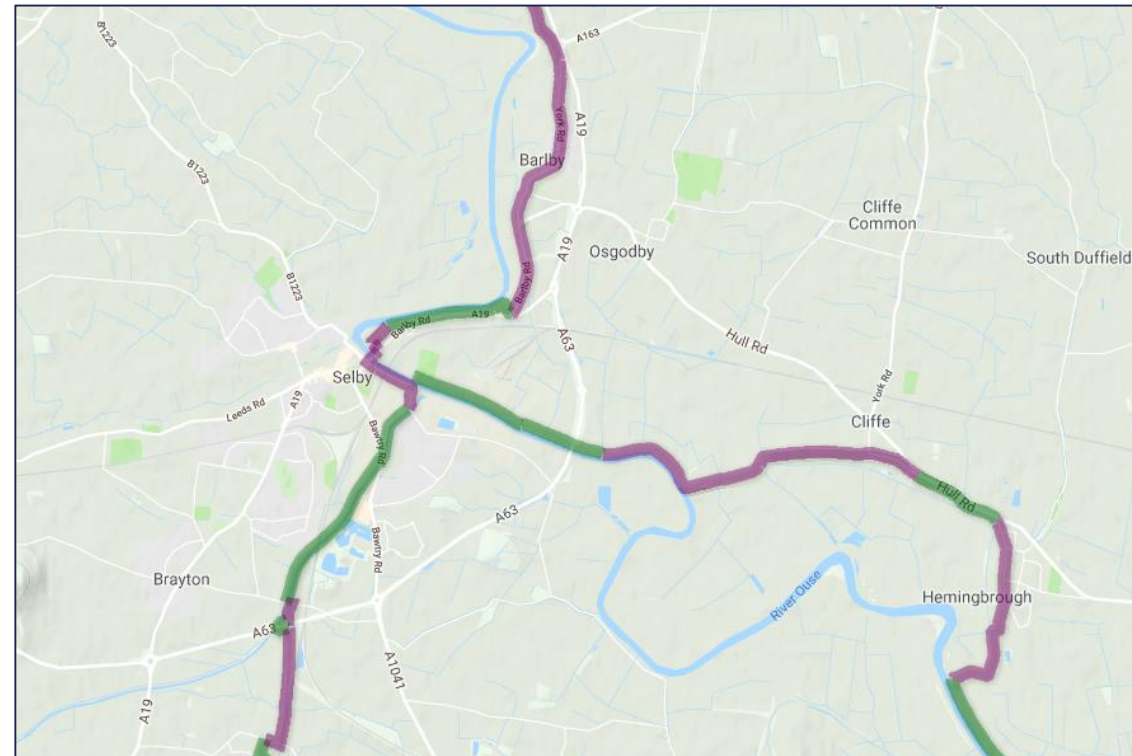 B1223
A163
B1223
York Rd
A19
Barlby
B1223
Cliffe
Common
A19
Osgodby
South Duffield
Barlby Rd
B1223
A19
Barlby Rd
A63
Hull Rd
Selby
York Rd
A19
Leeds Rd
Bawtry Rd
Cliffe
Hull Rd
A63
Bawtry Rd
Brayton
River Ouse
Hemingbrough
A63
A1041
A19